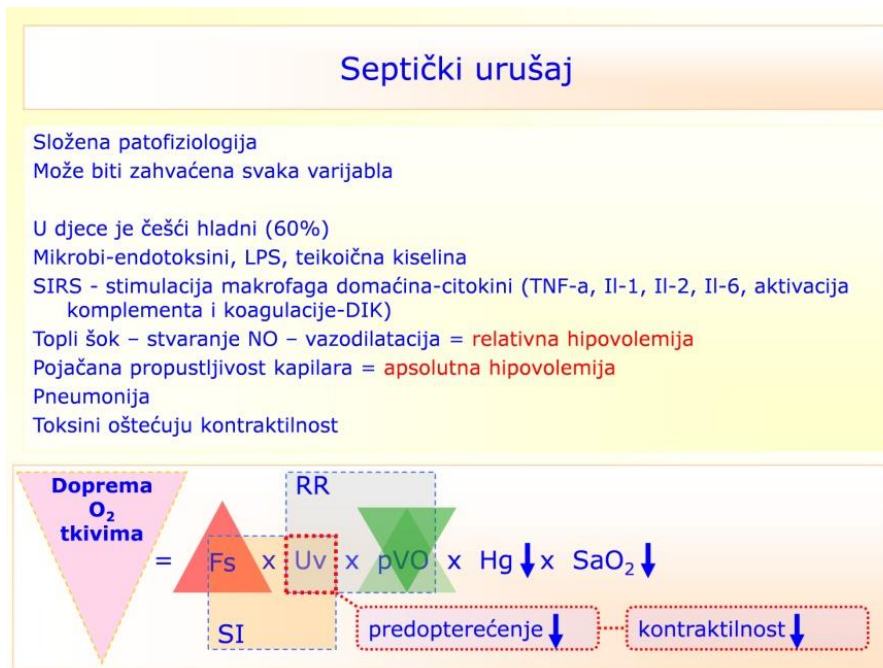 Septički urušaj
Složena patofiziologija
Može biti zahvaćena svaka varijabla
U djece je češći hladni (60%)
Mikrobi-endotoksini, LPS, teikoična kiselina
SIRS - stimulacija makrofaga domaćina-citokini (TNF-a, Il-1, Il-2, Il-6, aktivacija
komplementa i koagulacije-DIK)
Topli šok – stvaranje NO – vazodilatacija = relativna hipovolemija
Pojačana propustljivost kapilara = apsolutna hipovolemija
Pneumonija
Toksini oštećuju kontraktilnost
Doprema
O₂
tkivima
RR
= Fs x Uv x pVO x Hg x SaO₂
SI
predopterećenje
kontraktilnost